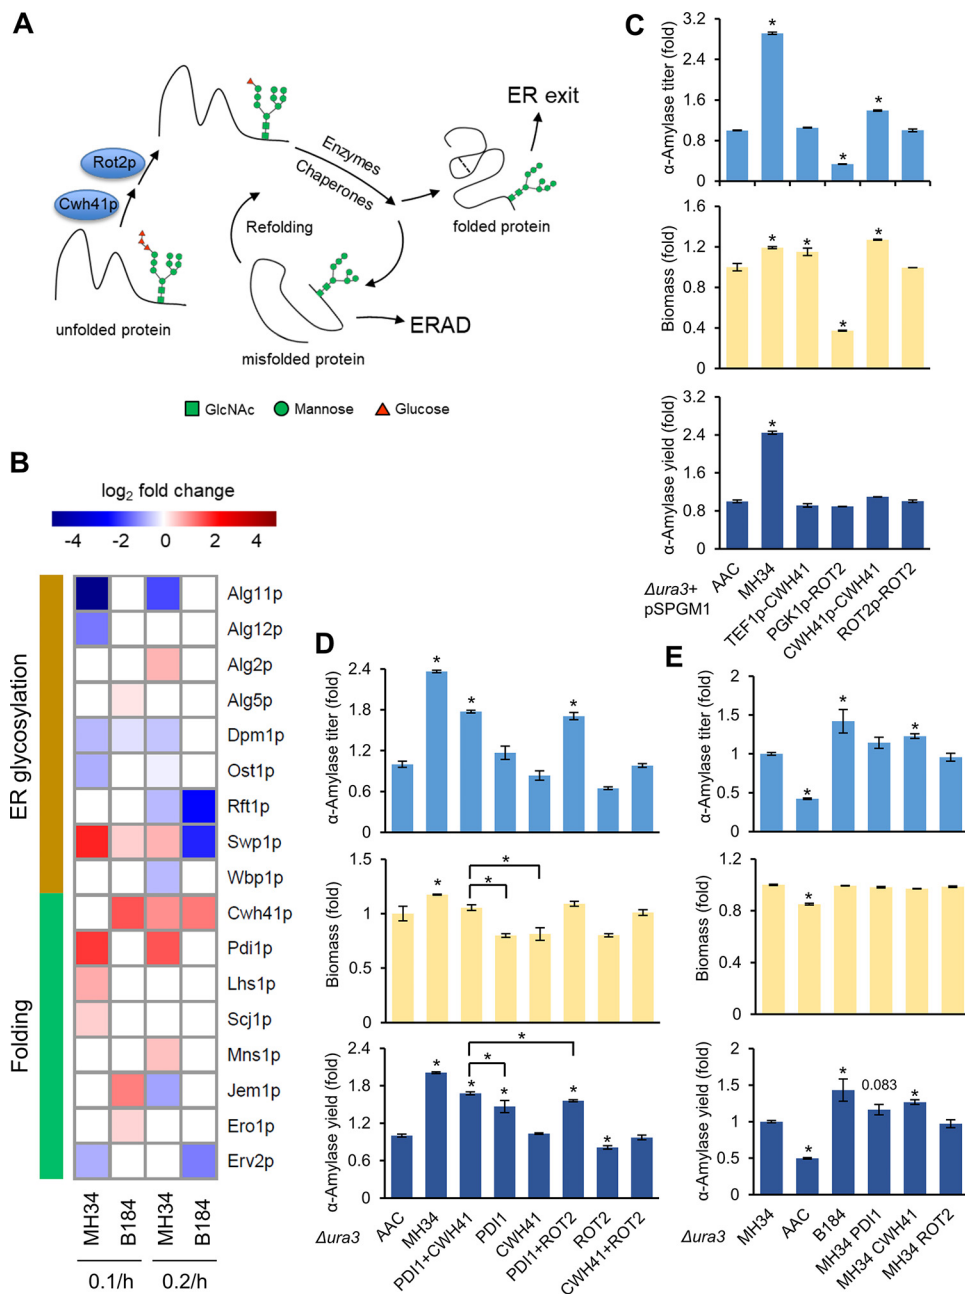 A
Rot2p
Cwh41p
Enzymes
Chaperones
ER exit
Refolding
folded protein
unfolded protein
ERAD
misfolded protein
GlcNAc Mannose Glucose
B
log2 fold change
-4 -2 0 2 4
ER glycosylation
Folding
Alg11p
Alg12p
Alg2p
Alg5p
Dpm1p
Ost1p
Rft1p
Swp1p
Wbp1p
Cwh41p
Pdi1p
Lhs1p
Scj1p
Mns1p
Jem1p
Ero1p
Erv2p
MH34 B184 MH34 B184
0.1/h 0.2/h
C
α-Amylase titer (fold)
3.2
2.4
1.6
0.8
0
* * *
Biomass (fold)
1.6
1.2
0.8
0.4
0
* * * *
α-Amylase yield (fold)
3.2
2.4
1.6
0.8
0
*
Δura3+
pSPGM1
AAC
MH34
TEF1p-CWH41
PGK1p-ROT2
CWH41p-CWH41
ROT2p-ROT2
D
α-Amylase titer (fold)
2.4
1.8
1.2
0.6
0
* * *
Biomass (fold)
1.5
1
0.5
0
* * *
α-Amylase yield (fold)
2.4
1.8
1.2
0.6
0
* * * * * * *
Δura3
AAC
MH34
PDI1+CWH41
PDI1
CWH41
PDI1+ROT2
ROT2
CWH41+ROT2
E
α-Amylase titer (fold)
2
1.5
1
0.5
0
* * *
Biomass (fold)
1.2
0.8
0.4
0
*
α-Amylase yield (fold)
2
1.5
1
0.5
0
* * 0.083 *
Δura3
MH34
AAC
B184
MH34 PDI1
MH34 CWH41
MH34 ROT2